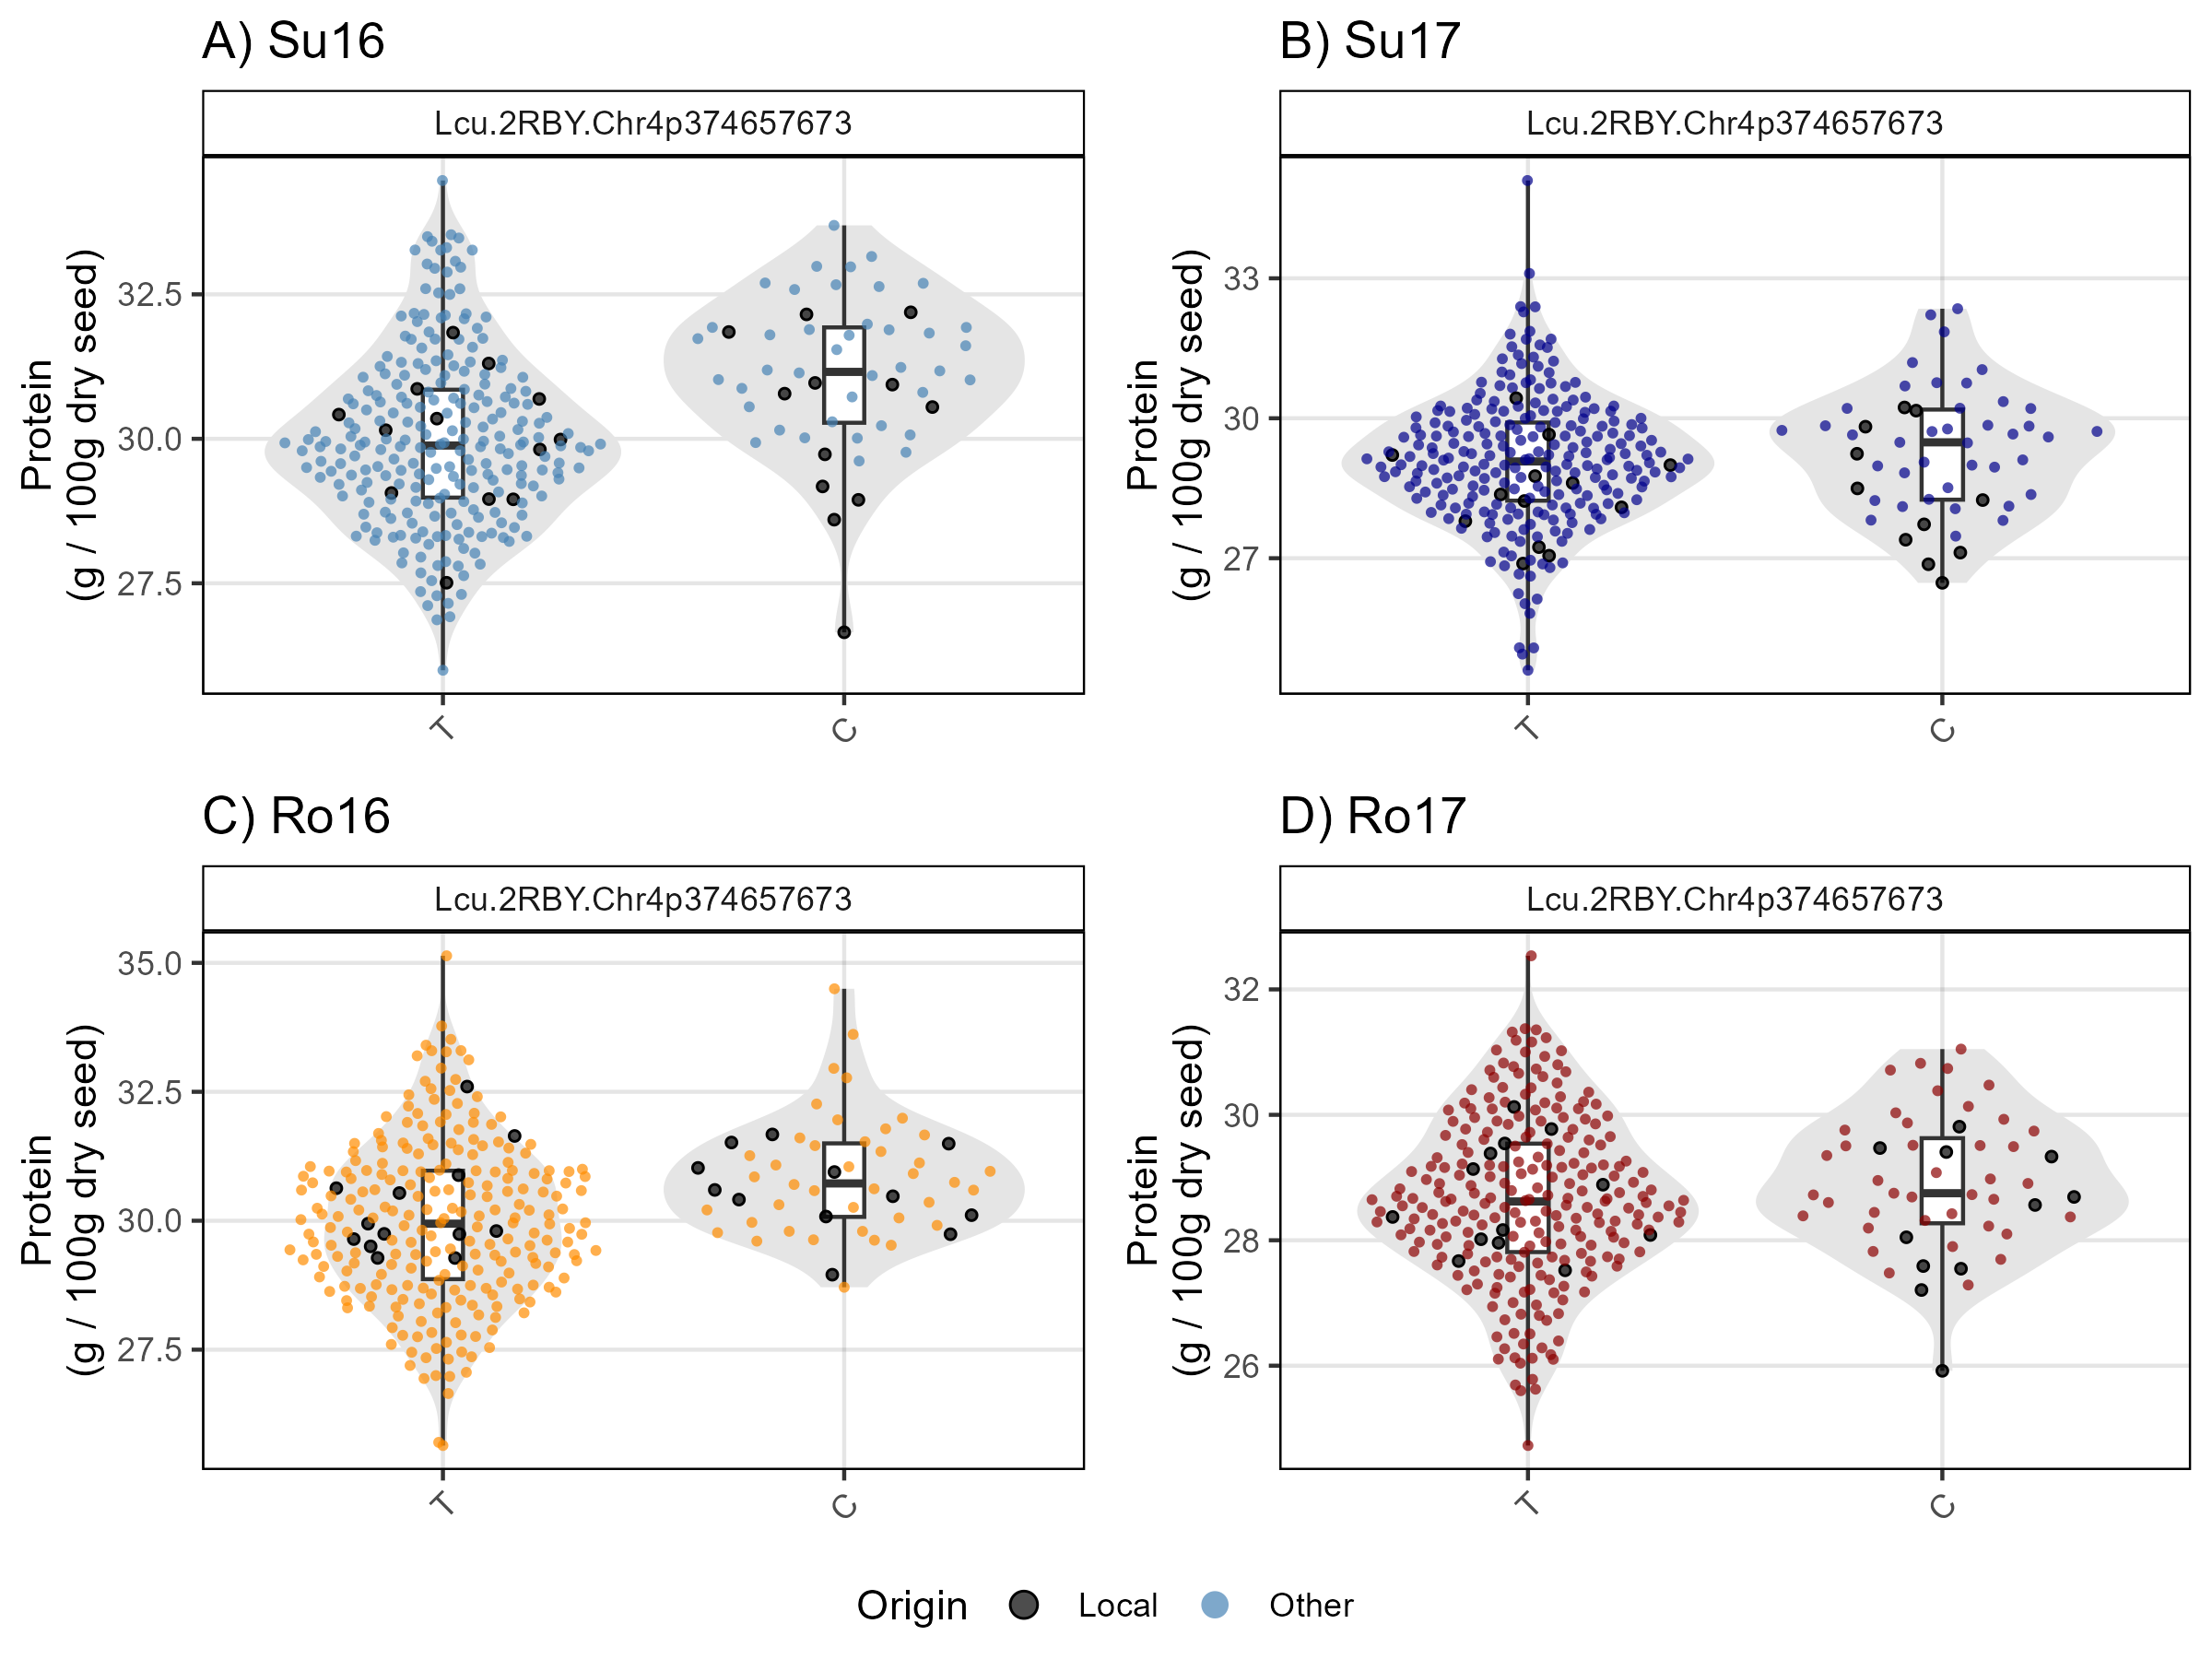 A) Su16
Lcu.2RBY.Chr4p374657673
Protein
(g / 100g dry seed)
32.5
30.0
27.5
T
C
B) Su17
Lcu.2RBY.Chr4p374657673
Protein
(g / 100g dry seed)
33
30
27
T
C
C) Ro16
Lcu.2RBY.Chr4p374657673
Protein
(g / 100g dry seed)
35.0
32.5
30.0
27.5
T
C
D) Ro17
Lcu.2RBY.Chr4p374657673
Protein
(g / 100g dry seed)
32
30
28
26
T
C
Origin Local Other